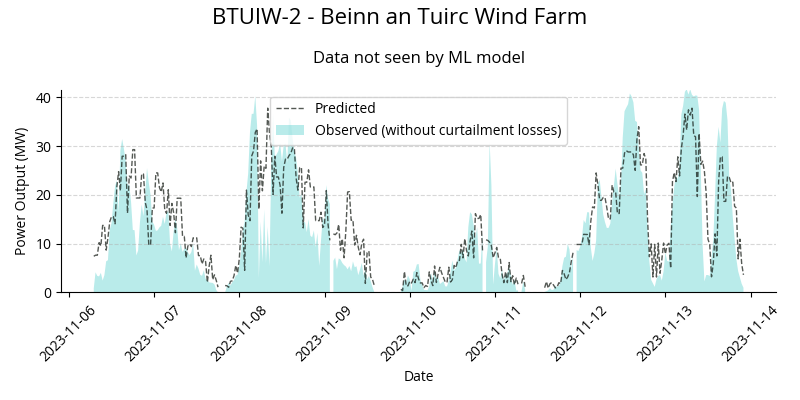 BTUIW-2 - Beinn an Tuirc Wind Farm
Data not seen by ML model
Power Output (MW)
40
30
20
10
0
Predicted
Observed (without curtailment losses)
2023-11-06
2023-11-07
2023-11-08
2023-11-09
2023-11-10
2023-11-11
2023-11-12
2023-11-13
2023-11-14
Date